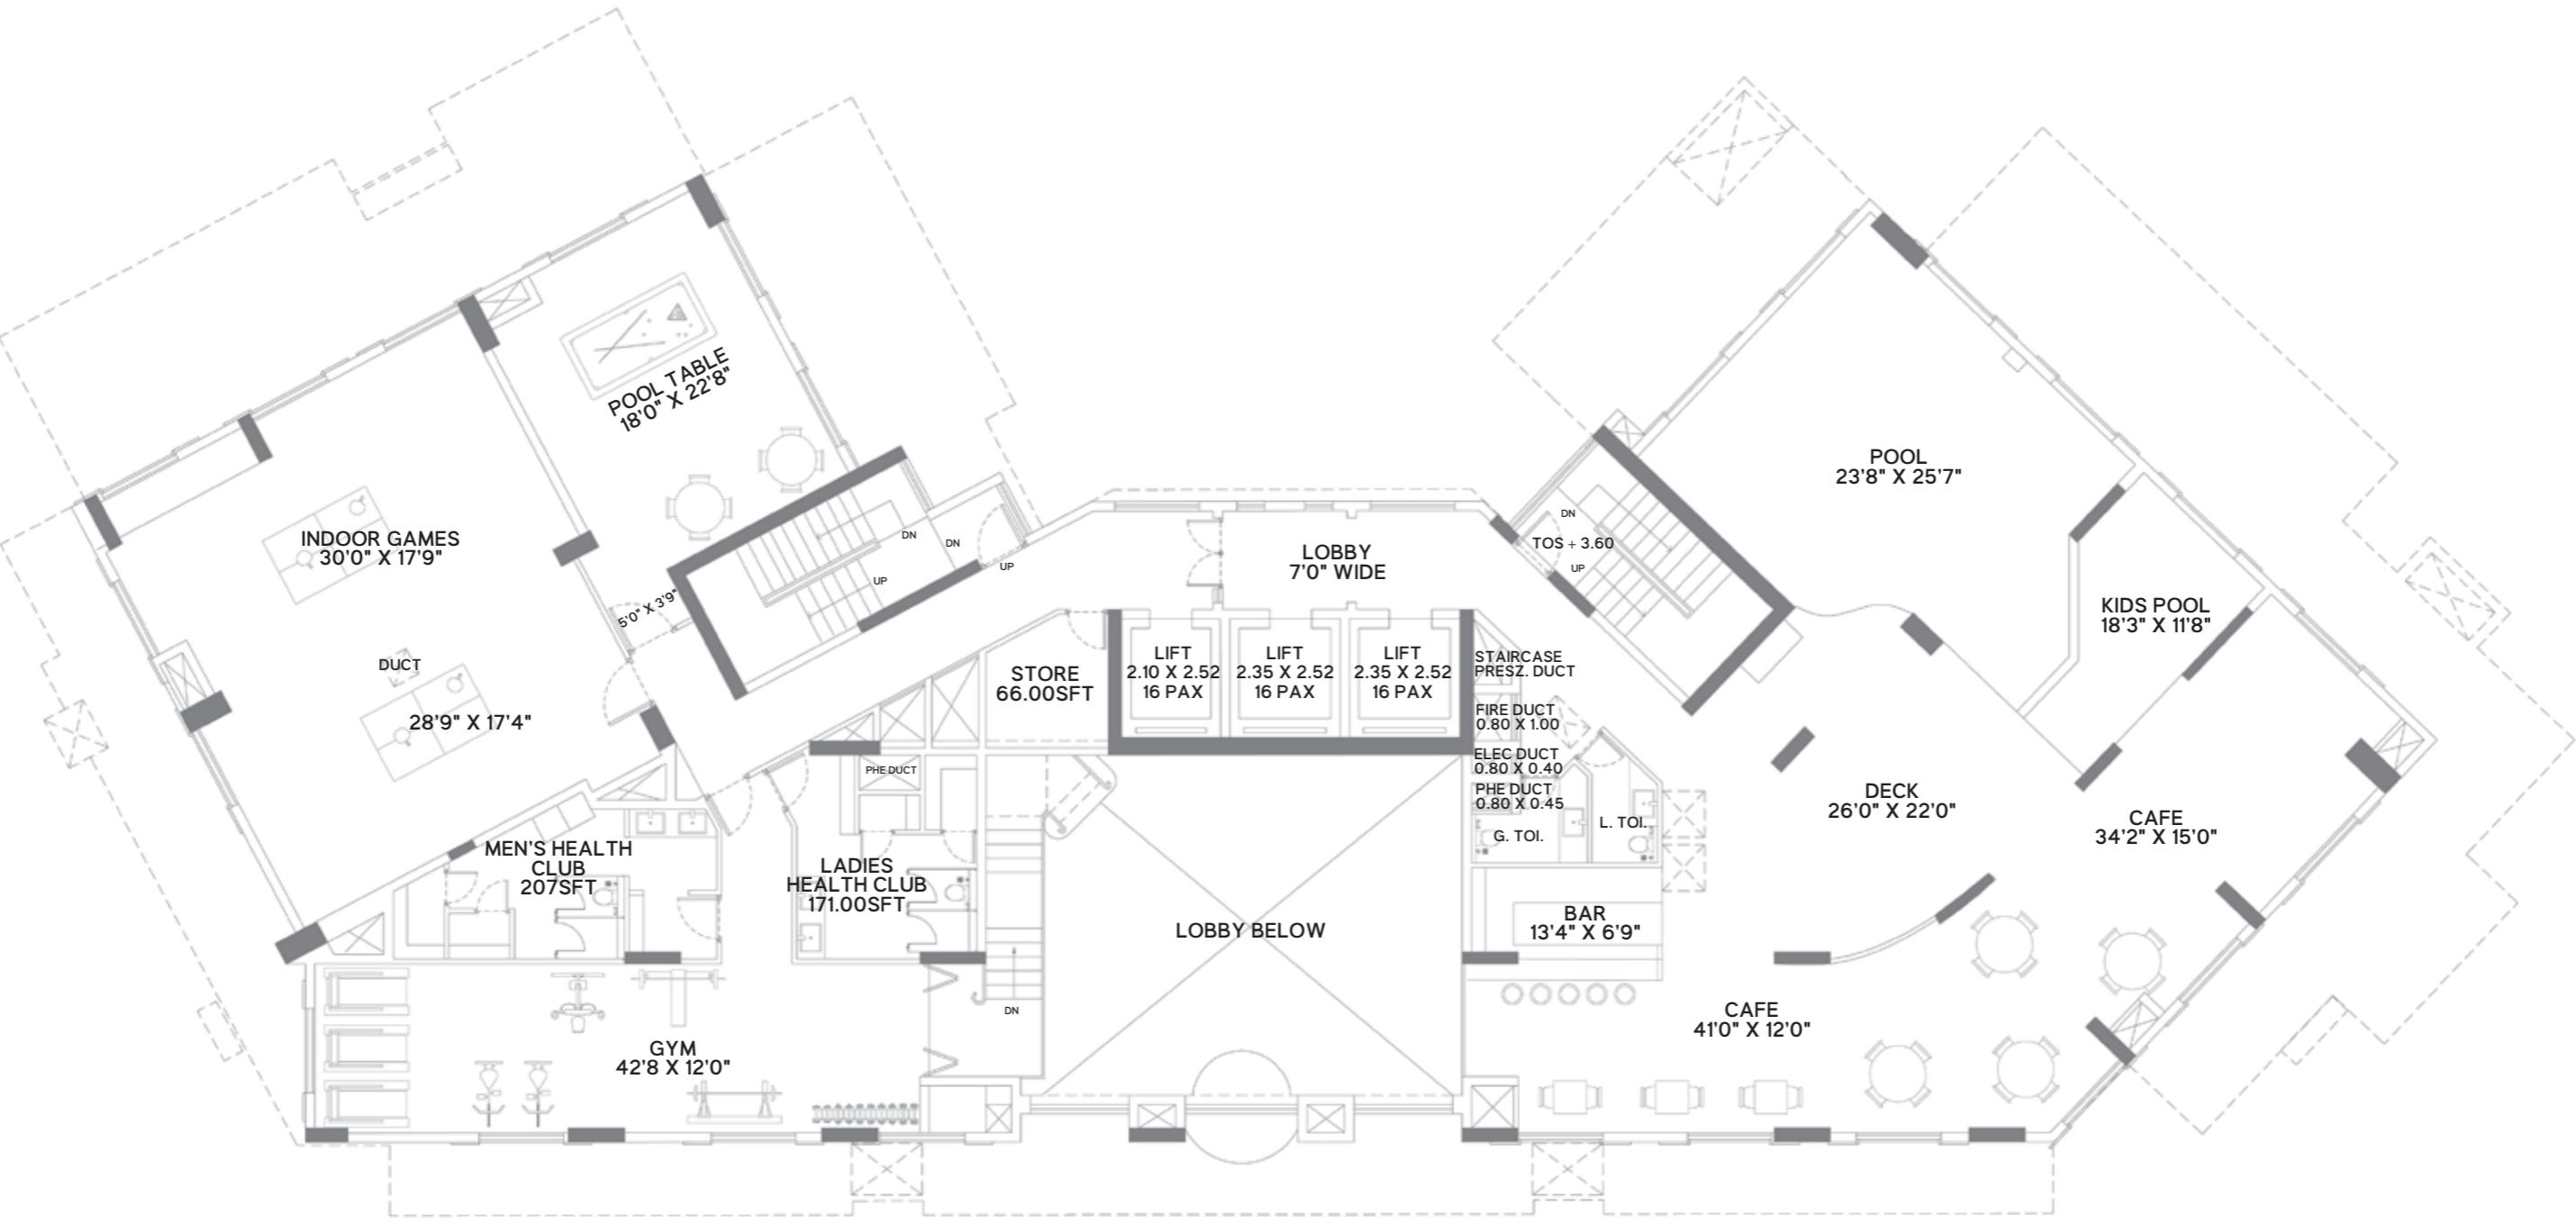 POOL TABLE
18'0" X 22'8"
INDOOR GAMES
30'0" X 17'9"
DUCT
28'9" X 17'4"
5'0" X 3'9"
DN
DN
UP
UP
LOBBY
7'0" WIDE
DN
TOS + 3.60
UP
POOL
23'8" X 25'7"
KIDS POOL
18'3" X 11'8"
STORE
66.00SFT
LIFT
2.10 X 2.52
16 PAX
LIFT
2.35 X 2.52
16 PAX
LIFT
2.35 X 2.52
16 PAX
STAIRCASE
PRESZ. DUCT
FIRE DUCT
0.80 X 1.00
ELEC DUCT
0.80 X 0.40
PHE DUCT
0.80 X 0.45
G. TOI.
L. TOI.
PHE DUCT
MEN'S HEALTH
CLUB
207SFT
LADIES
HEALTH CLUB
171.00SFT
LOBBY BELOW
BAR
13'4" X 6'9"
DECK
26'0" X 22'0"
CAFE
34'2" X 15'0"
DN
GYM
42'8 X 12'0"
CAFE
41'0" X 12'0"